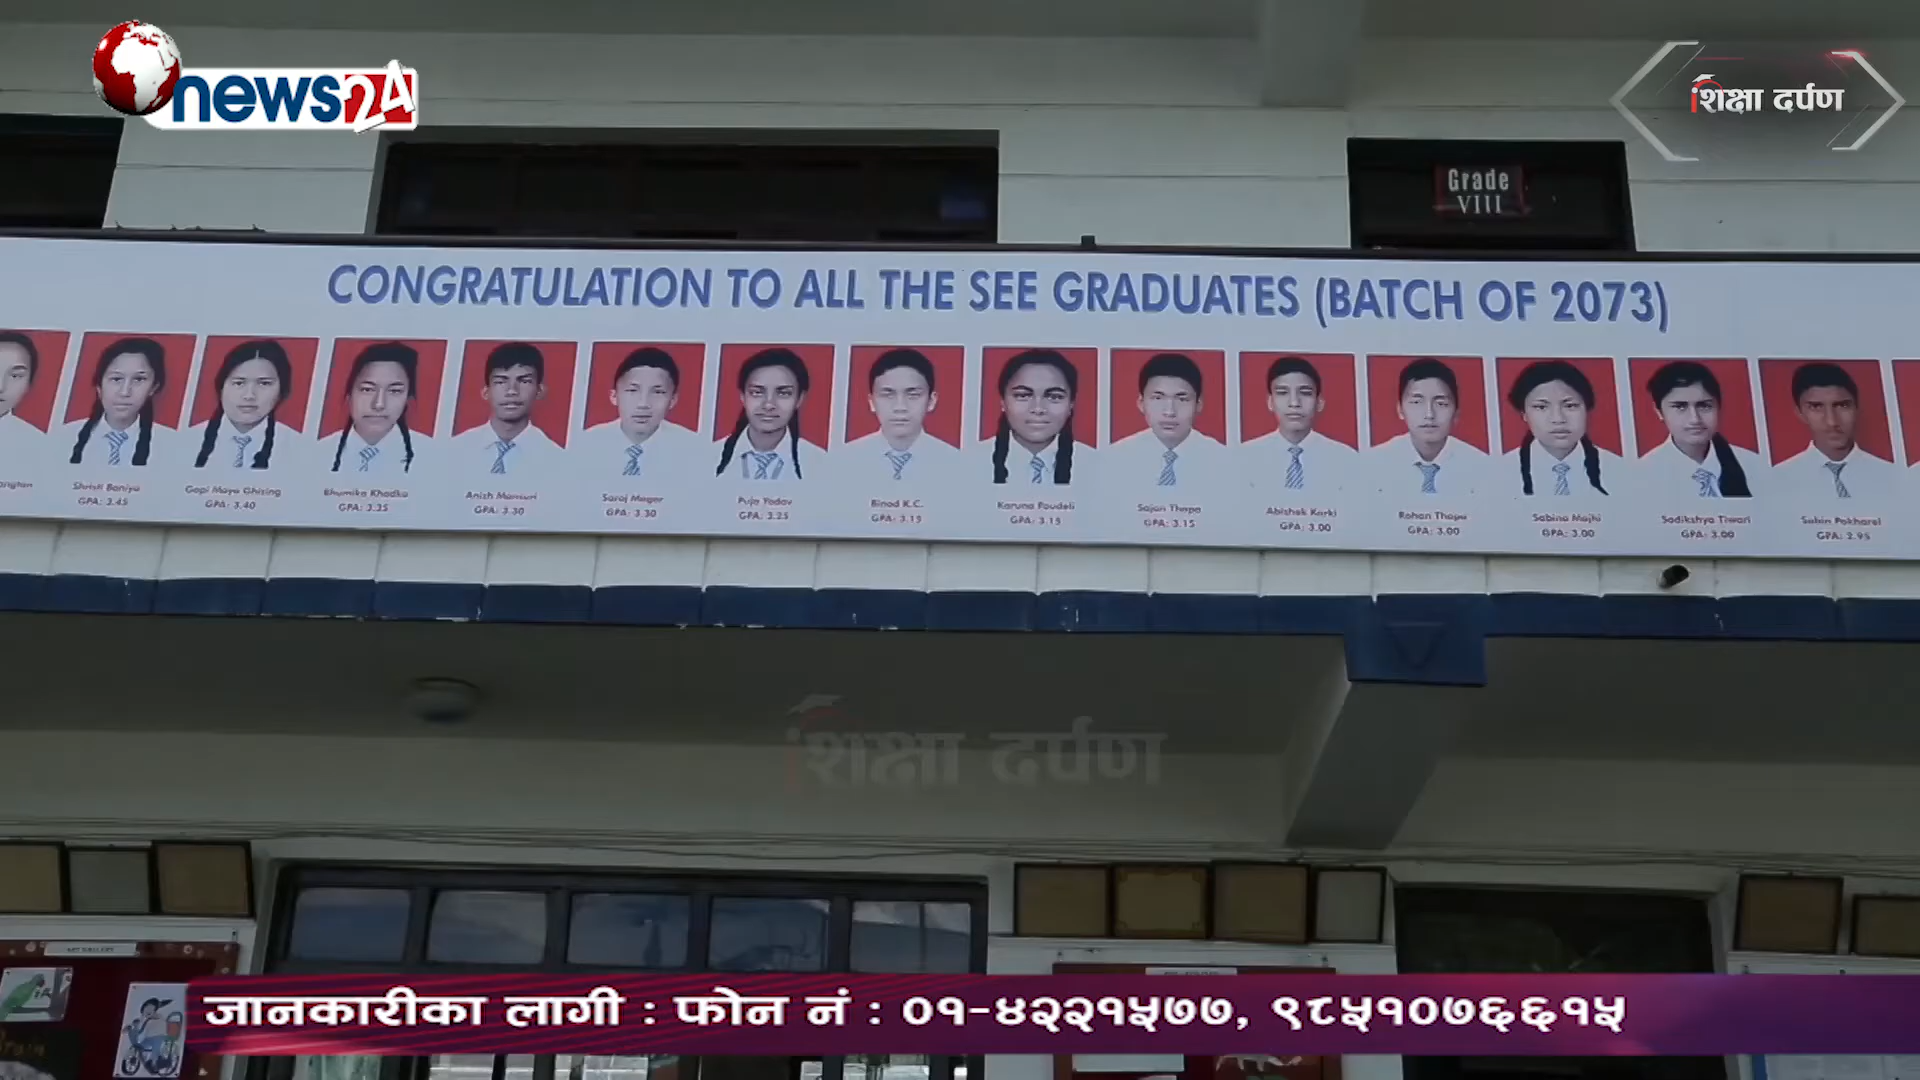 news24
शिक्षा दर्पण
Grade
VIII
CONGRATULATION TO ALL THE SEE GRADUATES (BATCH OF 2073)
Shristi Baniya
GPA: 3.45
Gopi Maya Ghising
GPA: 3.40
Bhumika Khadka
GPA: 3.35
Anish Mansuri
GPA: 3.30
Saroj Magar
GPA: 3.30
Puja Yadav
GPA: 3.25
Binod K.C.
GPA: 3.15
Karuna Poudeli
GPA: 3.15
Sajan Thapa
GPA: 3.15
Abishek Karki
GPA: 3.00
Rohan Thapa
GPA: 3.00
Sabina Majhi
GPA: 3.00
Sadikshya Tiwari
GPA: 3.00
Sabin Pokharel
GPA: 2.95
शिक्षा दर्पण
ART GALLERY
जानकारीका लागी : फोन नं : ०१-४२२१५७७, ९८५१०७६६१५